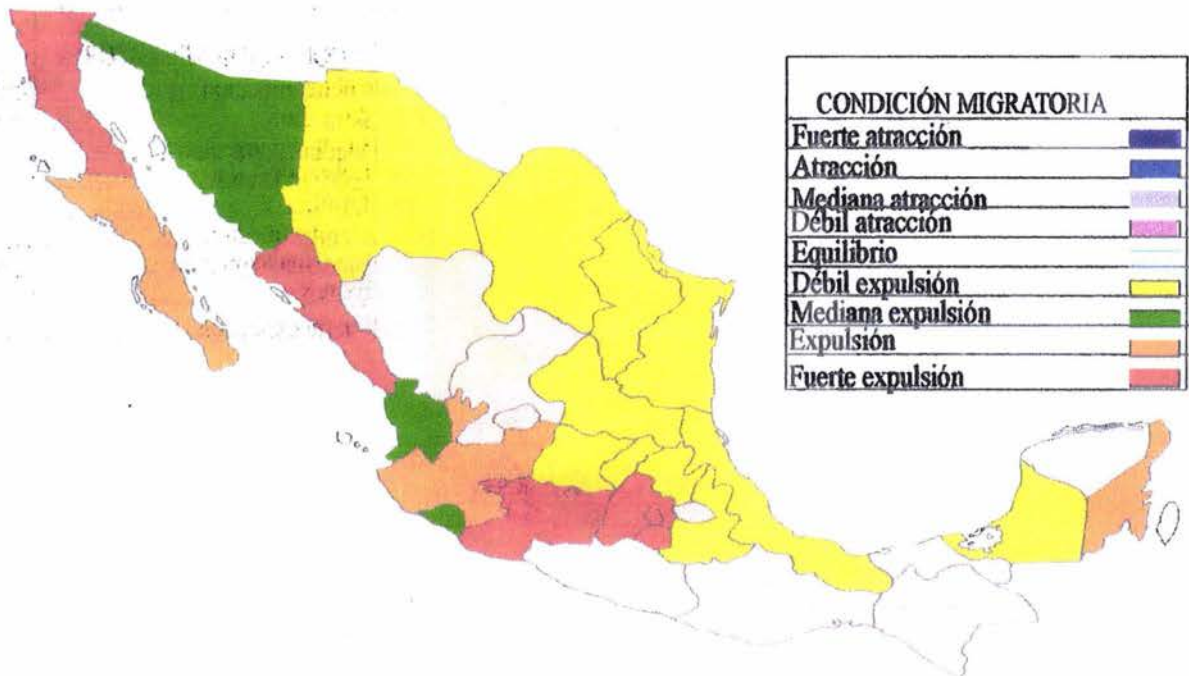 CONDICIÓN MIGRATORIA
Fuerte atracción
Atracción
Mediana atracción
Débil atracción
Equilibrio
Débil expulsión
Mediana expulsión
Expulsión
Fuerte expulsión